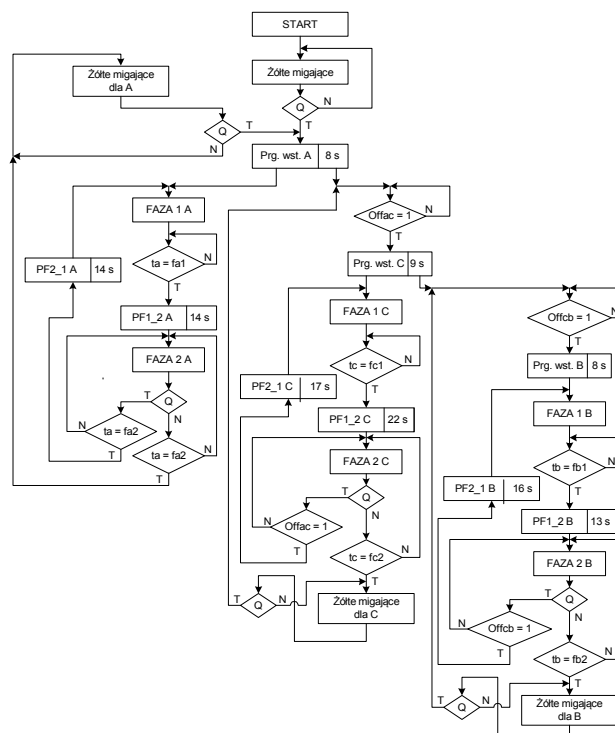 START
Żółte migające
Q
N
T
Żółte migające
dla A
Q
T
N
Prg. wst. A 8 s
FAZA 1 A
ta = fa1
N
T
PF2_1 A 14 s
PF1_2 A 14 s
FAZA 2 A
T
Q
N
N
ta = fa2
T
ta = fa2
N
T
Offac = 1
N
T
Prg. wst. C 9 s
FAZA 1 C
tc = fc1
N
T
PF2_1 C 17 s
PF1_2 C 22 s
FAZA 2 C
T
Q
N
N
Offac = 1
T
tc = fc2
N
T
T
Q
N
Żółte migające
dla C
Offcb = 1
N
T
Prg. wst. B 8 s
FAZA 1 B
tb = fb1
N
T
PF2_1 B 16 s
PF1_2 B 13 s
FAZA 2 B
T
Q
N
N
Offcb = 1
T
tb = fb2
N
T
T
Q
N
Żółte migające
dla B